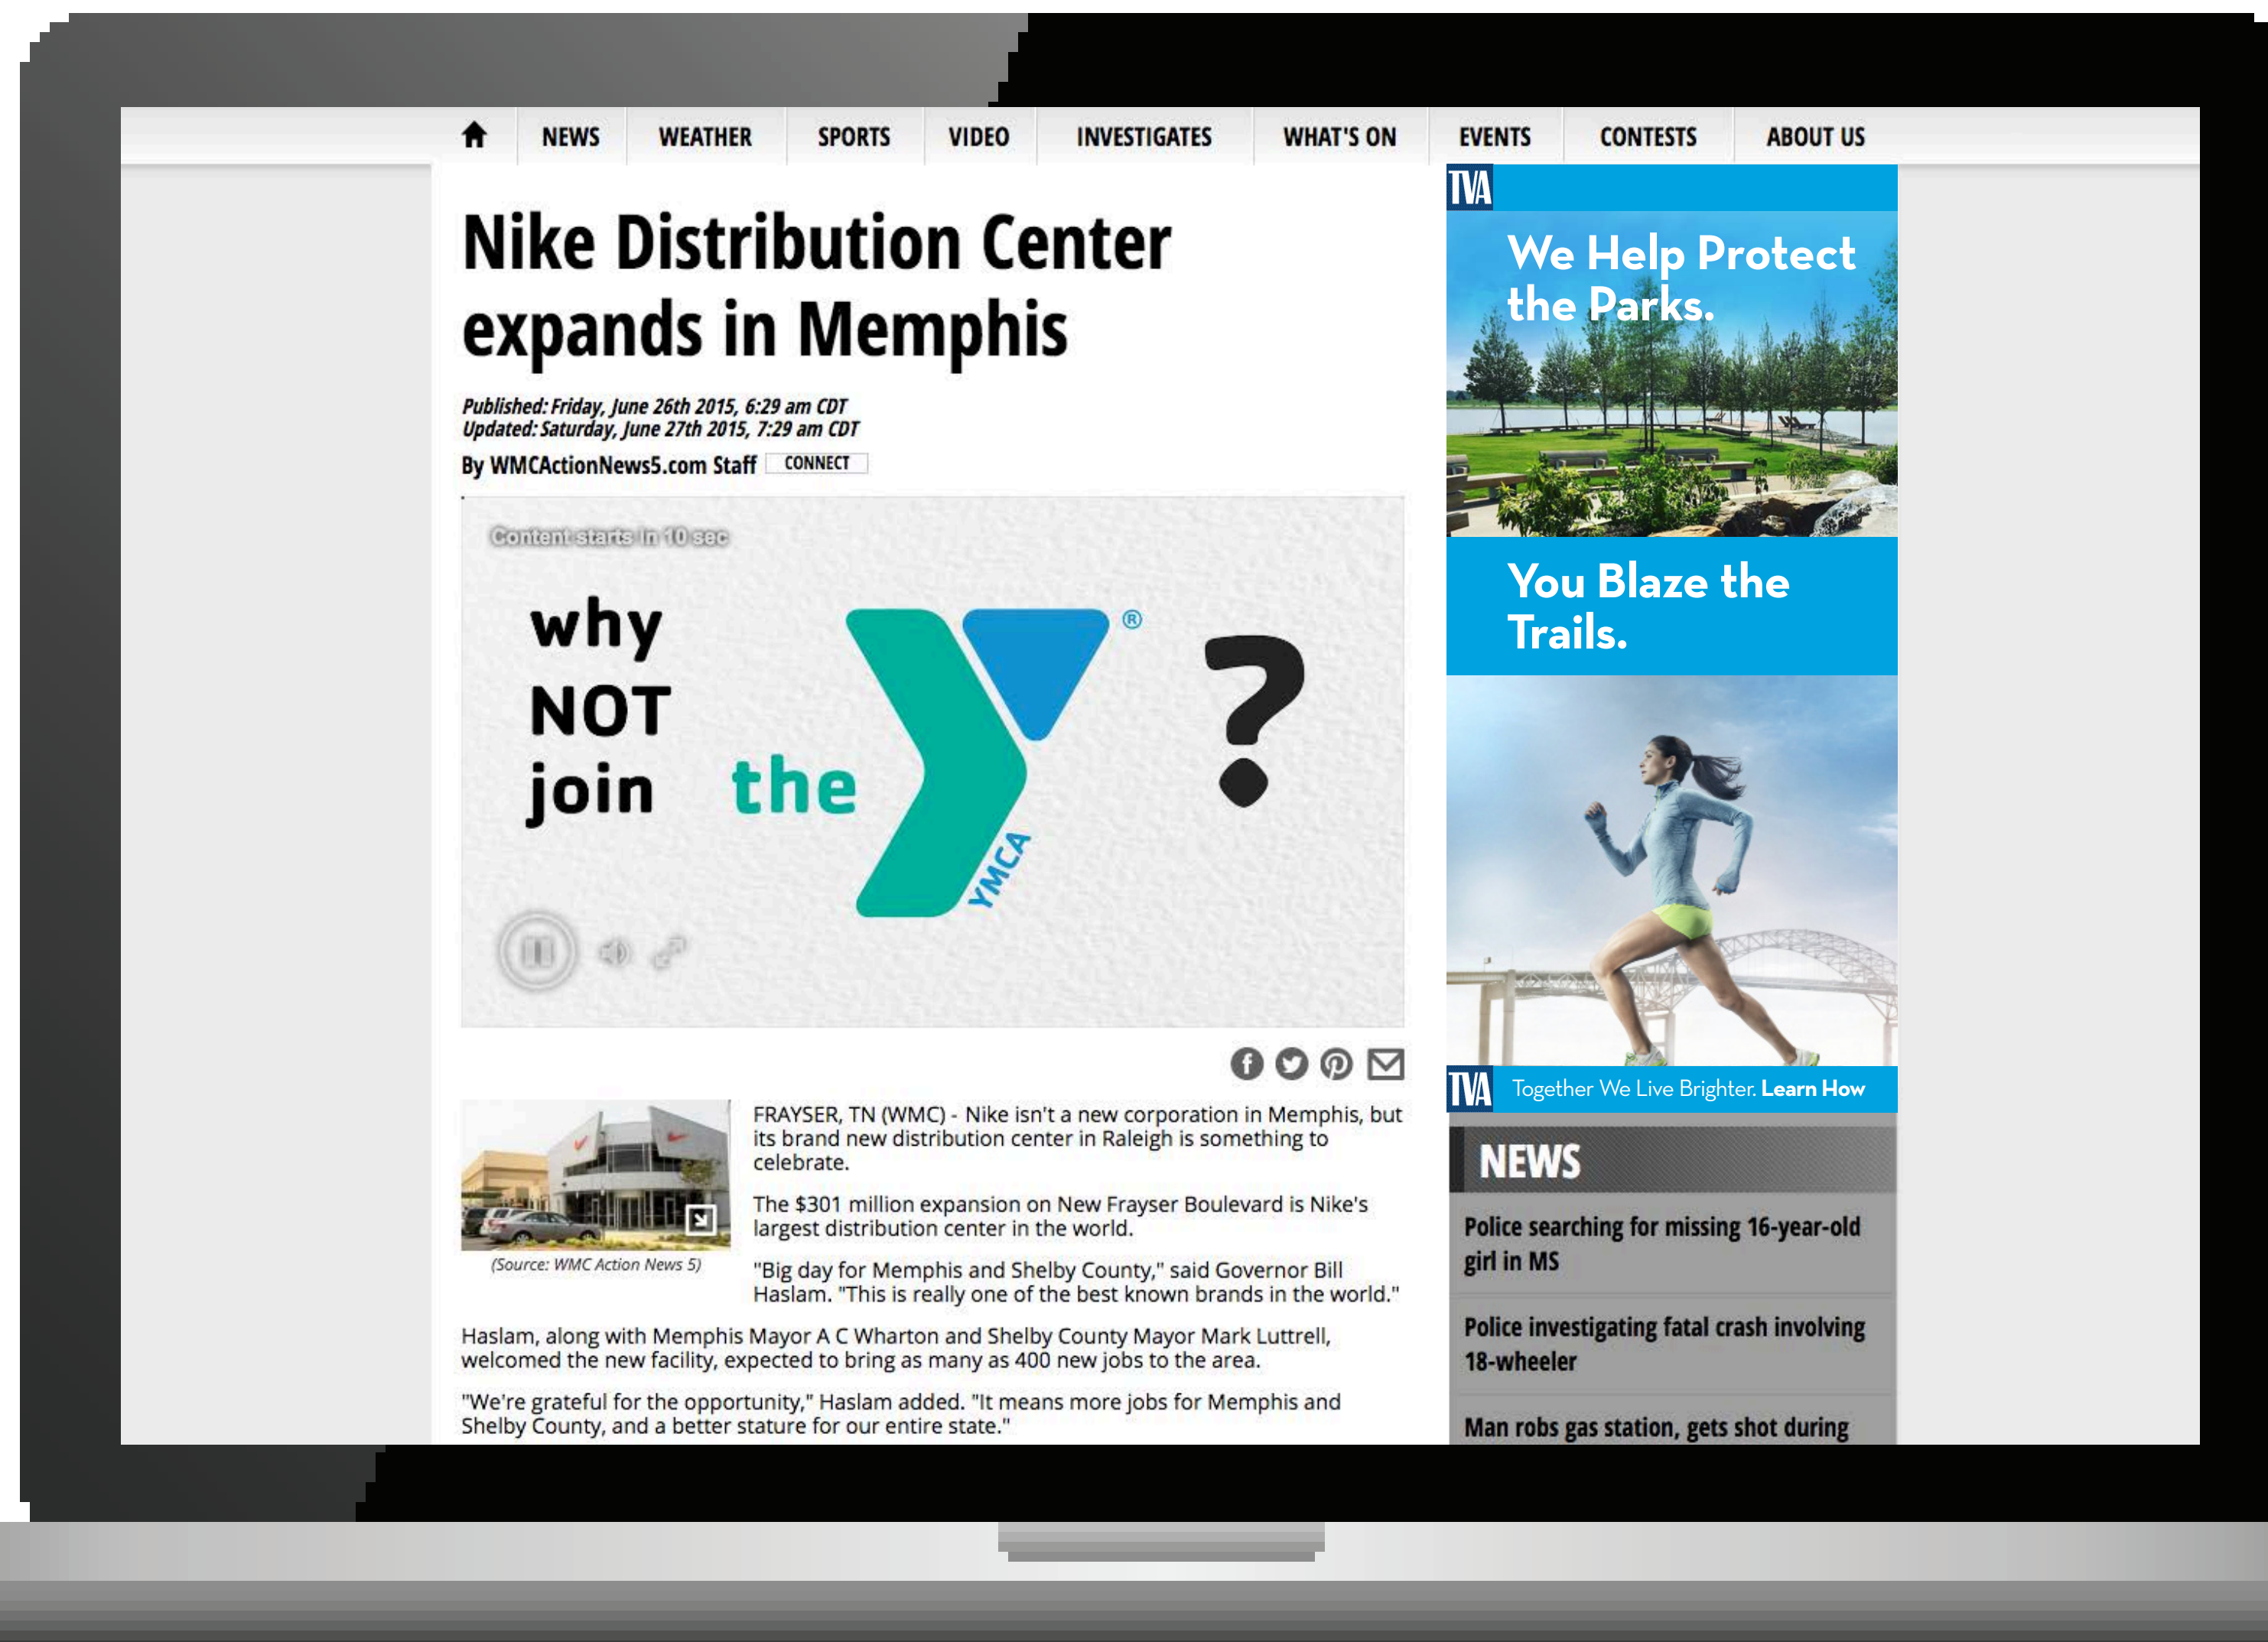 NEWS
WEATHER
SPORTS
VIDEO
INVESTIGATES
WHAT'S ON
EVENTS
CONTESTS
ABOUT US
Nike Distribution Center
expands in Memphis
Published: Friday, June 26th 2015, 6:29 am CDT
Updated: Saturday, June 27th 2015, 7:29 am CDT
By WMCActionNews5.com Staff CONNECT
Content starts in 10 sec
why
NOT
join the
?
®
YMCA
FRAYSER, TN (WMC) - Nike isn't a new corporation in Memphis, but
its brand new distribution center in Raleigh is something to
celebrate.
The $301 million expansion on New Frayser Boulevard is Nike's
largest distribution center in the world.
(Source: WMC Action News 5)
"Big day for Memphis and Shelby County," said Governor Bill
Haslam. "This is really one of the best known brands in the world."
Haslam, along with Memphis Mayor A C Wharton and Shelby County Mayor Mark Luttrell,
welcomed the new facility, expected to bring as many as 400 new jobs to the area.
"We're grateful for the opportunity," Haslam added. "It means more jobs for Memphis and
Shelby County, and a better stature for our entire state."
TVA
We Help Protect
the Parks.
You Blaze the
Trails.
TVA Together We Live Brighter. Learn How
NEWS
Police searching for missing 16-year-old
girl in MS
Police investigating fatal crash involving
18-wheeler
Man robs gas station, gets shot during